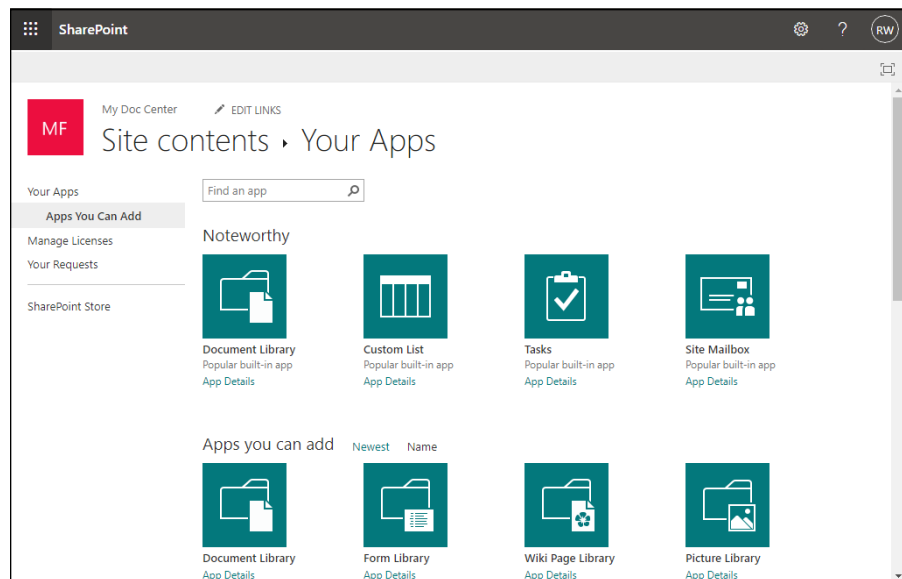 SharePoint
?
RW
MF
My Doc Center
EDIT LINKS
Site contents ▸ Your Apps
Your Apps
Apps You Can Add
Manage Licenses
Your Requests
SharePoint Store
Find an app
Noteworthy
Document Library
Popular built-in app
App Details
Custom List
Popular built-in app
App Details
Tasks
Popular built-in app
App Details
Site Mailbox
Popular built-in app
App Details
Apps you can add
Newest
Name
Document Library
App Details
Form Library
App Details
Wiki Page Library
App Details
Picture Library
App Details